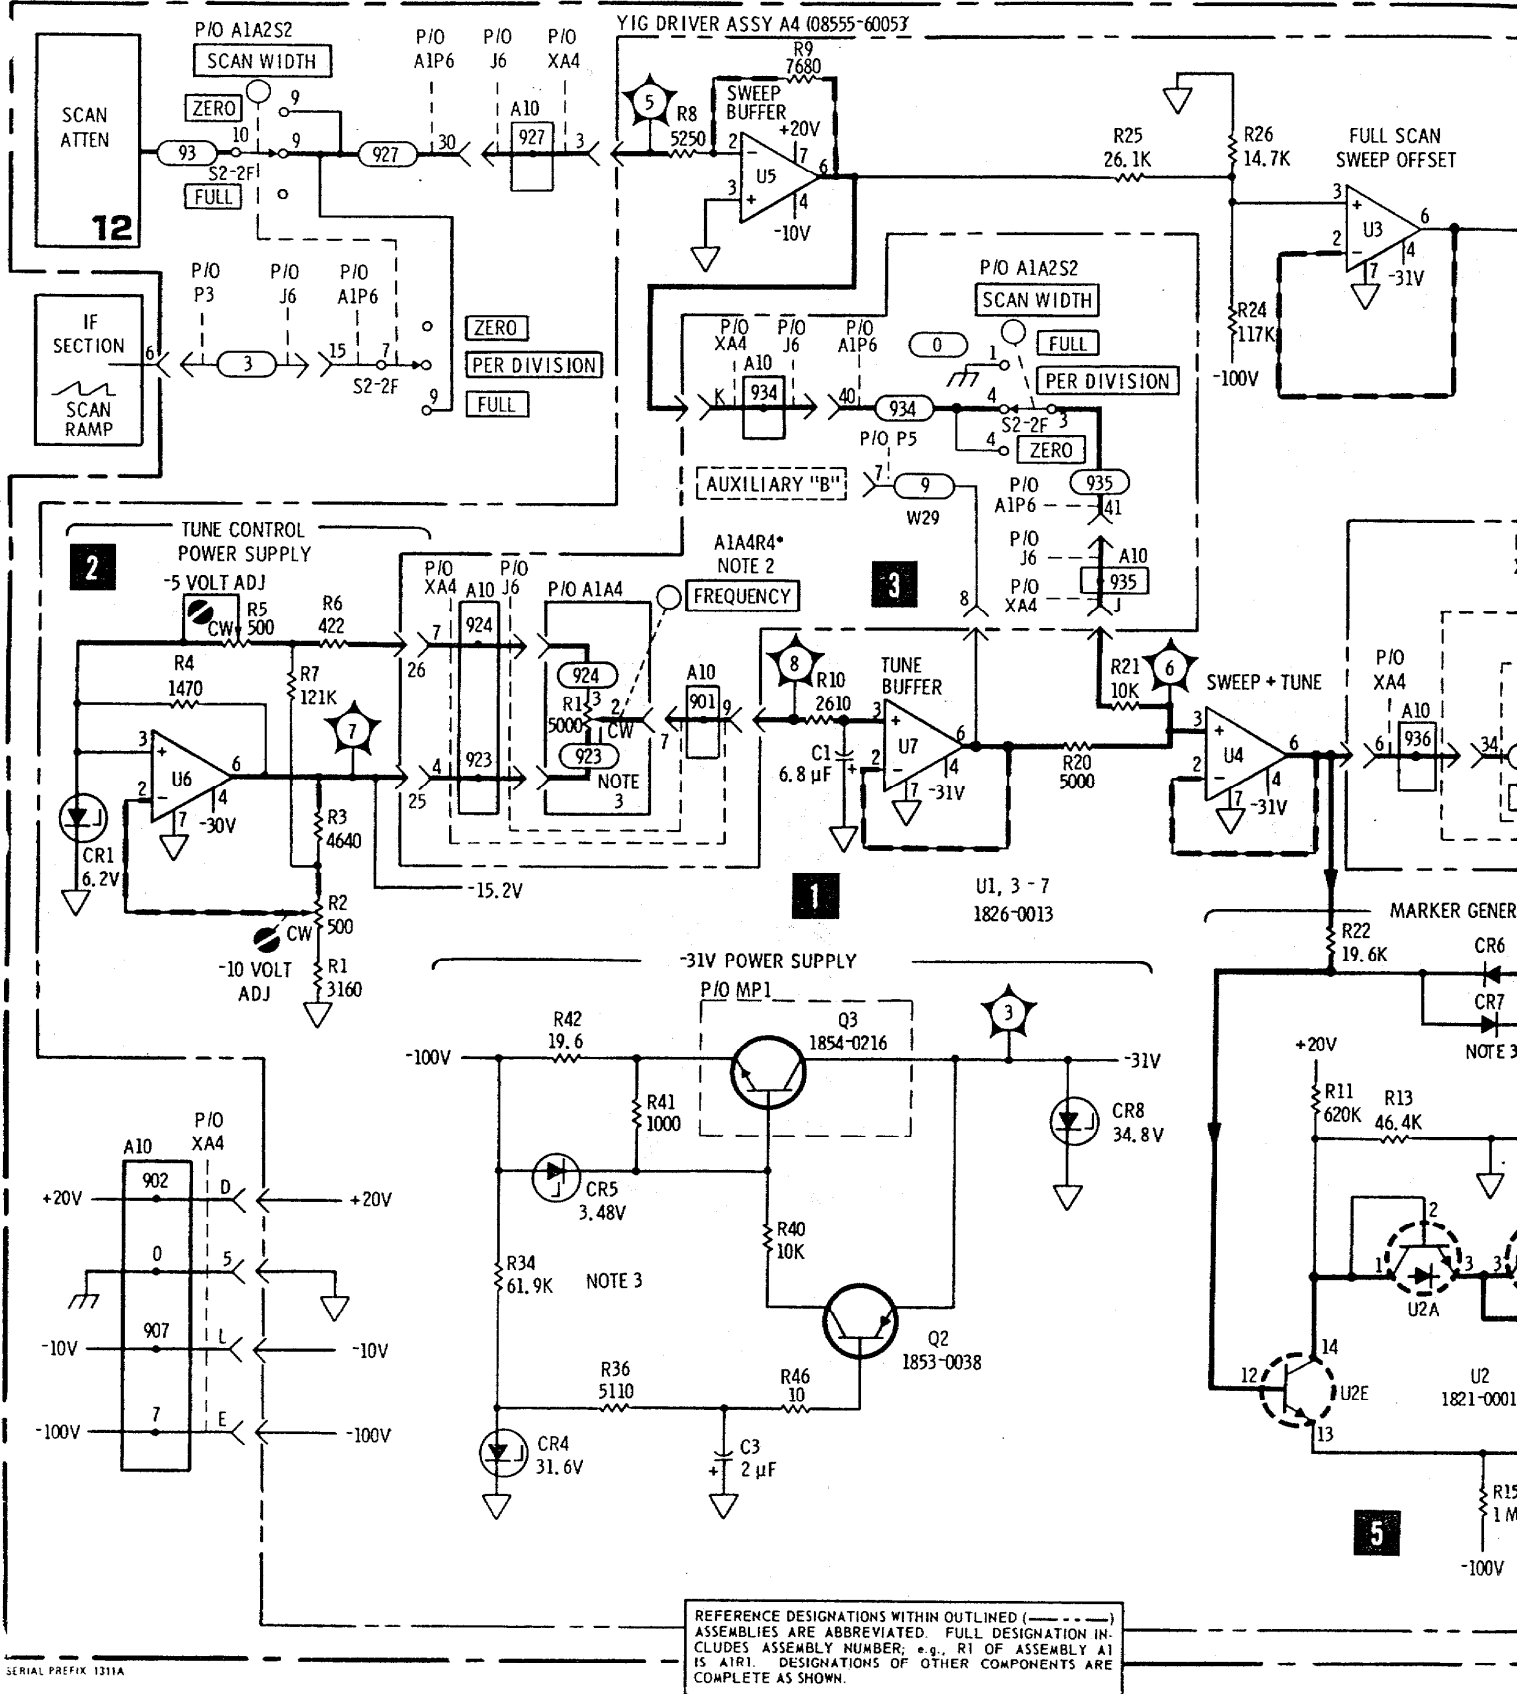 YIG DRIVER ASSY A4 (08555-60053
P/O A1A2S2
SCAN WIDTH
P/O
A1P6
P/O
J6
P/O
XA4
SCAN
ATTEN
12
ZERO
9
93
10
9
S2-2F
FULL
927
30
A10
927
3
5
R8
5250
R9
7680
SWEEP
BUFFER
+20V
2
-
7
U5
6
3
+
4
-10V
R25
26.1K
R26
14.7K
FULL SCAN
SWEEP OFFSET
3
+
U3
6
2
-
4
-31V
7
R24
117K
-100V
IF
SECTION
SCAN
RAMP
6
P/O
P3
3
P/O
J6
P/O
A1P6
15
7
S2-2F
ZERO
PER DIVISION
9
FULL
P/O
XA4
P/O
J6
P/O
A1P6
K
A10
934
40
934
P/O A1A2S2
SCAN WIDTH
0
1
FULL
PER DIVISION
4
S2-2F
3
4
ZERO
P/O P5
AUXILIARY "B"
7
9
W29
8
935
P/O
A1P6
41
P/O
J6
A10
935
P/O
XA4
J
2
TUNE CONTROL
POWER SUPPLY
-5 VOLT ADJ
CW
R5
500
R6
422
R4
1470
R7
121K
7
3
+
U6
6
2
-
4
-30V
7
CR1
6.2V
R3
4640
R2
500
CW
-10 VOLT
ADJ
R1
3160
-15.2V
7
26
4
25
P/O
XA4
A10
924
923
P/O
J6
P/O A1A4
924
3
R1
5000
2
CW
923
NOTE
3
A1A4R4*
NOTE 2
FREQUENCY
7
A10
901
9
3
8
R10
2610
C1
6.8 µF
+
TUNE
BUFFER
3
+
U7
6
2
-
4
-31V
7
R20
5000
R21
10K
6
SWEEP + TUNE
3
+
U4
6
2
-
4
-31V
7
P/O
XA4
A10
6
936
34
1
U1, 3 - 7
1826-0013
MARKER GENER
R22
19.6K
CR6
CR7
NOTE 3
-31V POWER SUPPLY
P/O MP1
Q3
1854-0216
3
-100V
R42
19.6
-31V
R41
1000
CR8
34.8V
CR5
3.48V
R40
10K
R34
61.9K
NOTE 3
Q2
1853-0038
R36
5110
R46
10
CR4
31.6V
C3
2 µF
+
+20V
R11
620K
R13
46.4K
2
1
3
3
U2A
14
12
U2E
13
U2
1821-0001
R15
1 M
-100V
5
P/O
XA4
A10
+20V
902
D
+20V
0
5
-10V
907
L
-10V
-100V
7
E
-100V
REFERENCE DESIGNATIONS WITHIN OUTLINED (— - - —)
ASSEMBLIES ARE ABBREVIATED. FULL DESIGNATION IN-
CLUDES ASSEMBLY NUMBER; e.g., R1 OF ASSEMBLY A1
IS A1R1. DESIGNATIONS OF OTHER COMPONENTS ARE
COMPLETE AS SHOWN.
SERIAL PREFIX 1311A